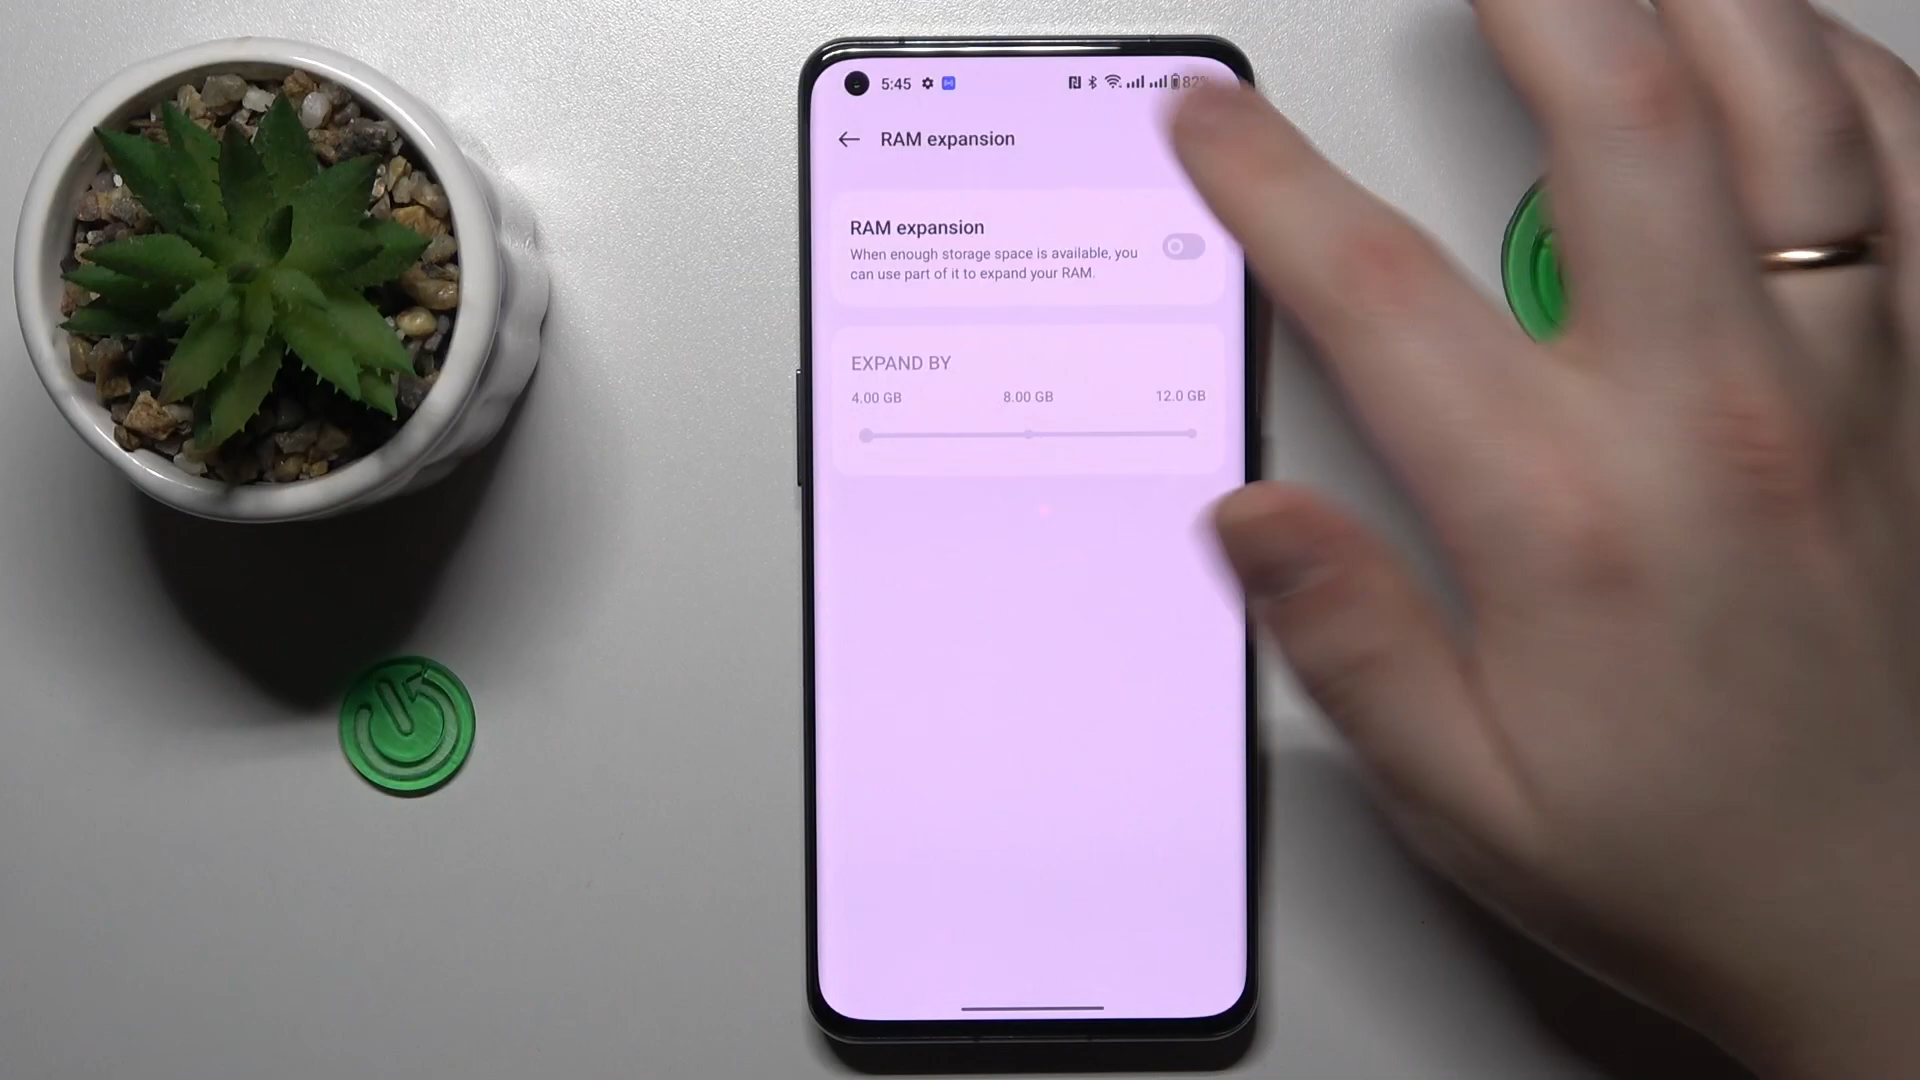 5:45 82%
RAM expansion
RAM expansion
When enough storage space is available, you
can use part of it to expand your RAM.
EXPAND BY
4.00 GB 8.00 GB 12.0 GB